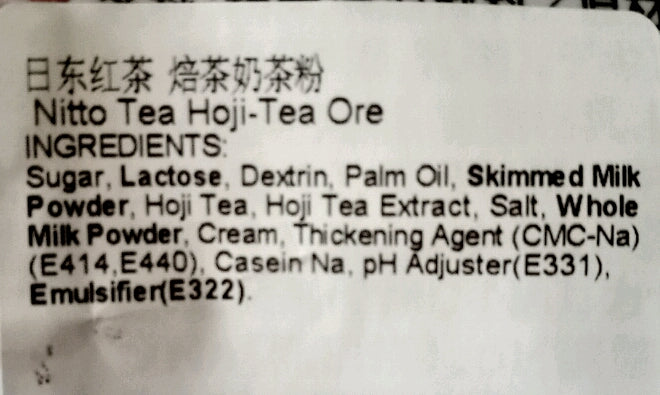 日东红茶 焙茶奶茶粉
Nitto Tea Hoji-Tea Ore
INGREDIENTS:
Sugar, Lactose, Dextrin, Palm Oil, Skimmed Milk
Powder, Hoji Tea, Hoji Tea Extract, Salt, Whole
Milk Powder, Cream, Thickening Agent (CMC-Na)
(E414,E440), Casein Na, pH Adjuster(E331),
Emulsifier(E322).